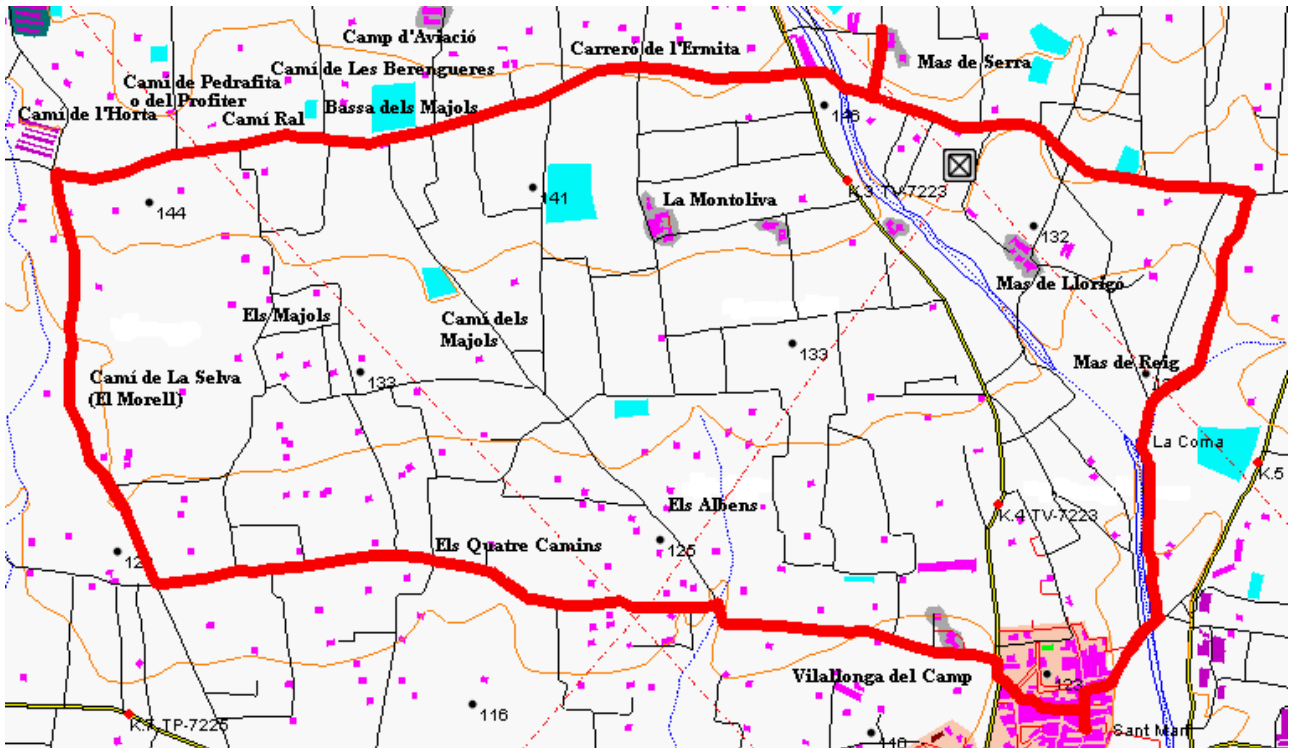 Camp d'Aviació
Carrero de l'Ermita
Mas de Serra
Camí de Pedrafita
o del Profiter
Camí de Les Berengueres
Camí de l'Horta
Camí Ral
Bassa dels Majols
146
K.3 TV-7223
144
141
La Montoliva
132
Mas de Llorigó
Els Majols
Camí dels
Majols
133
133
Mas de Reig
Camí de La Selva
(El Morell)
La Coma
K.5
Els Albens
K.4 TV-7223
Els Quatre Camins
125
Vilallonga del Camp
123
116
K.7 TP-7225
Sant Martí